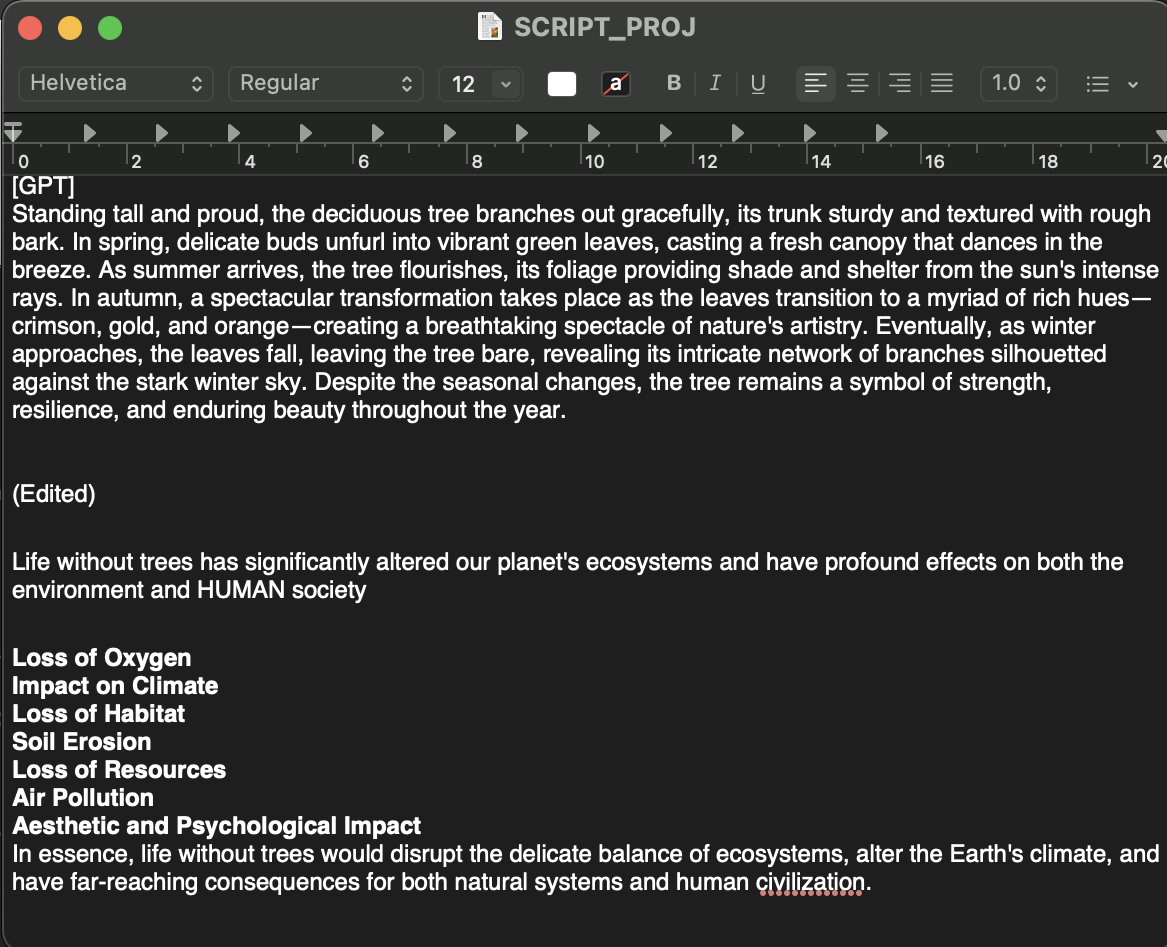 SCRIPT_PROJ
Helvetica Regular 12 a B I U 1.0
0 2 4 6 8 10 12 14 16 18 20
[GPT]
Standing tall and proud, the deciduous tree branches out gracefully, its trunk sturdy and textured with rough
bark. In spring, delicate buds unfurl into vibrant green leaves, casting a fresh canopy that dances in the
breeze. As summer arrives, the tree flourishes, its foliage providing shade and shelter from the sun's intense
rays. In autumn, a spectacular transformation takes place as the leaves transition to a myriad of rich hues—
crimson, gold, and orange—creating a breathtaking spectacle of nature's artistry. Eventually, as winter
approaches, the leaves fall, leaving the tree bare, revealing its intricate network of branches silhouetted
against the stark winter sky. Despite the seasonal changes, the tree remains a symbol of strength,
resilience, and enduring beauty throughout the year.
(Edited)
Life without trees has significantly altered our planet's ecosystems and have profound effects on both the
environment and HUMAN society
Loss of Oxygen
Impact on Climate
Loss of Habitat
Soil Erosion
Loss of Resources
Air Pollution
Aesthetic and Psychological Impact
In essence, life without trees would disrupt the delicate balance of ecosystems, alter the Earth's climate, and
have far-reaching consequences for both natural systems and human civilization.